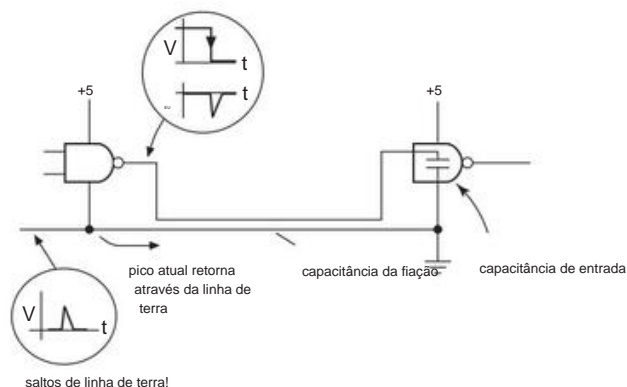 V
t
t
+5
+5
pico atual retorna
através da linha de
terra
capacitância da fiação
capacitância de entrada
V
t
saltos de linha de terra!